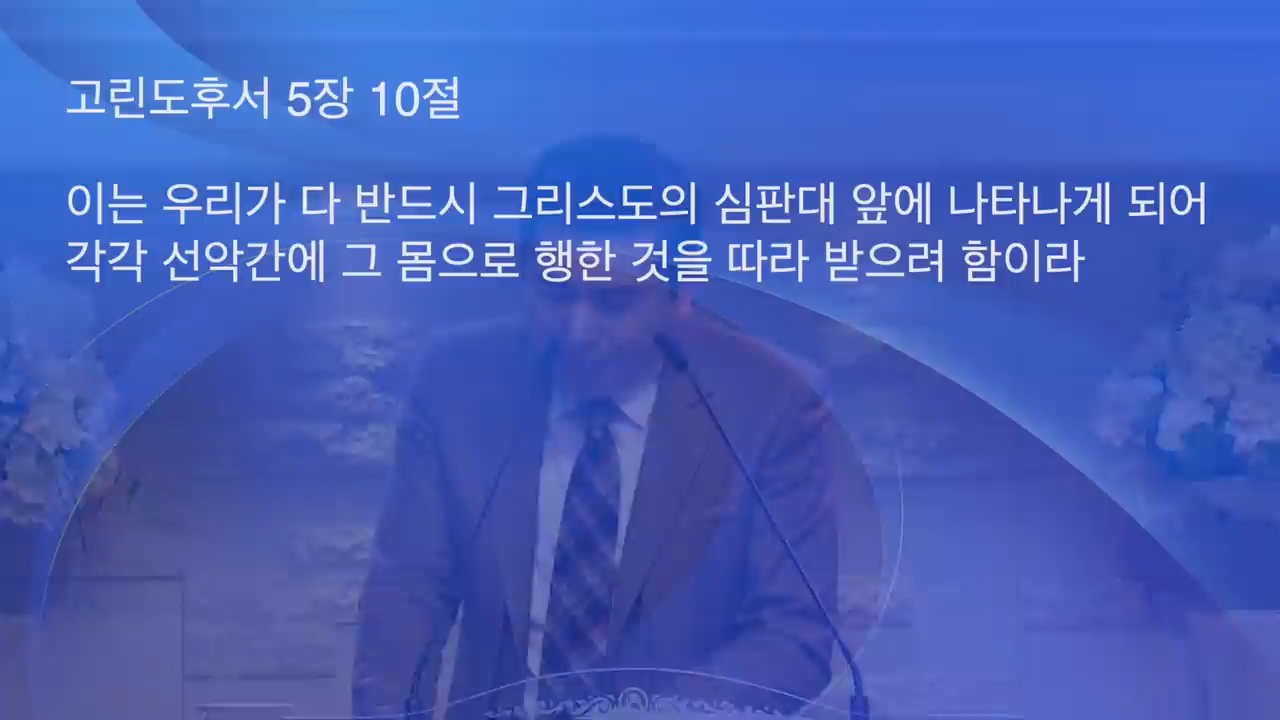 고린도후서 5장 10절
이는 우리가 다 반드시 그리스도의 심판대 앞에 나타나게 되어
각각 선악간에 그 몸으로 행한 것을 따라 받으려 함이라